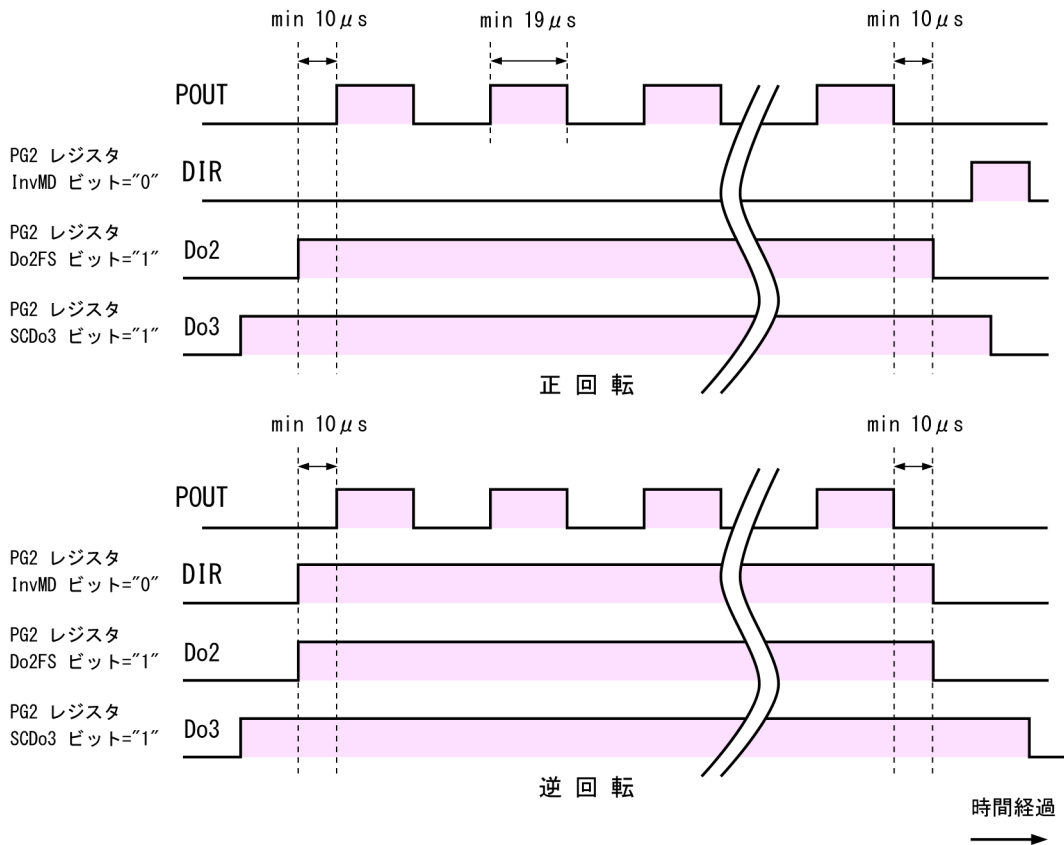 min 10μs
min 19μs
min 10μs
POUT
PG2 レジスタ
InvMD ビット="0"
DIR
PG2 レジスタ
Do2FS ビット="1"
Do2
PG2 レジスタ
SCDo3 ビット="1"
Do3
正 回 転
min 10μs
min 10μs
POUT
PG2 レジスタ
InvMD ビット="0"
DIR
PG2 レジスタ
Do2FS ビット="1"
Do2
PG2 レジスタ
SCDo3 ビット="1"
Do3
逆 回 転
時間経過